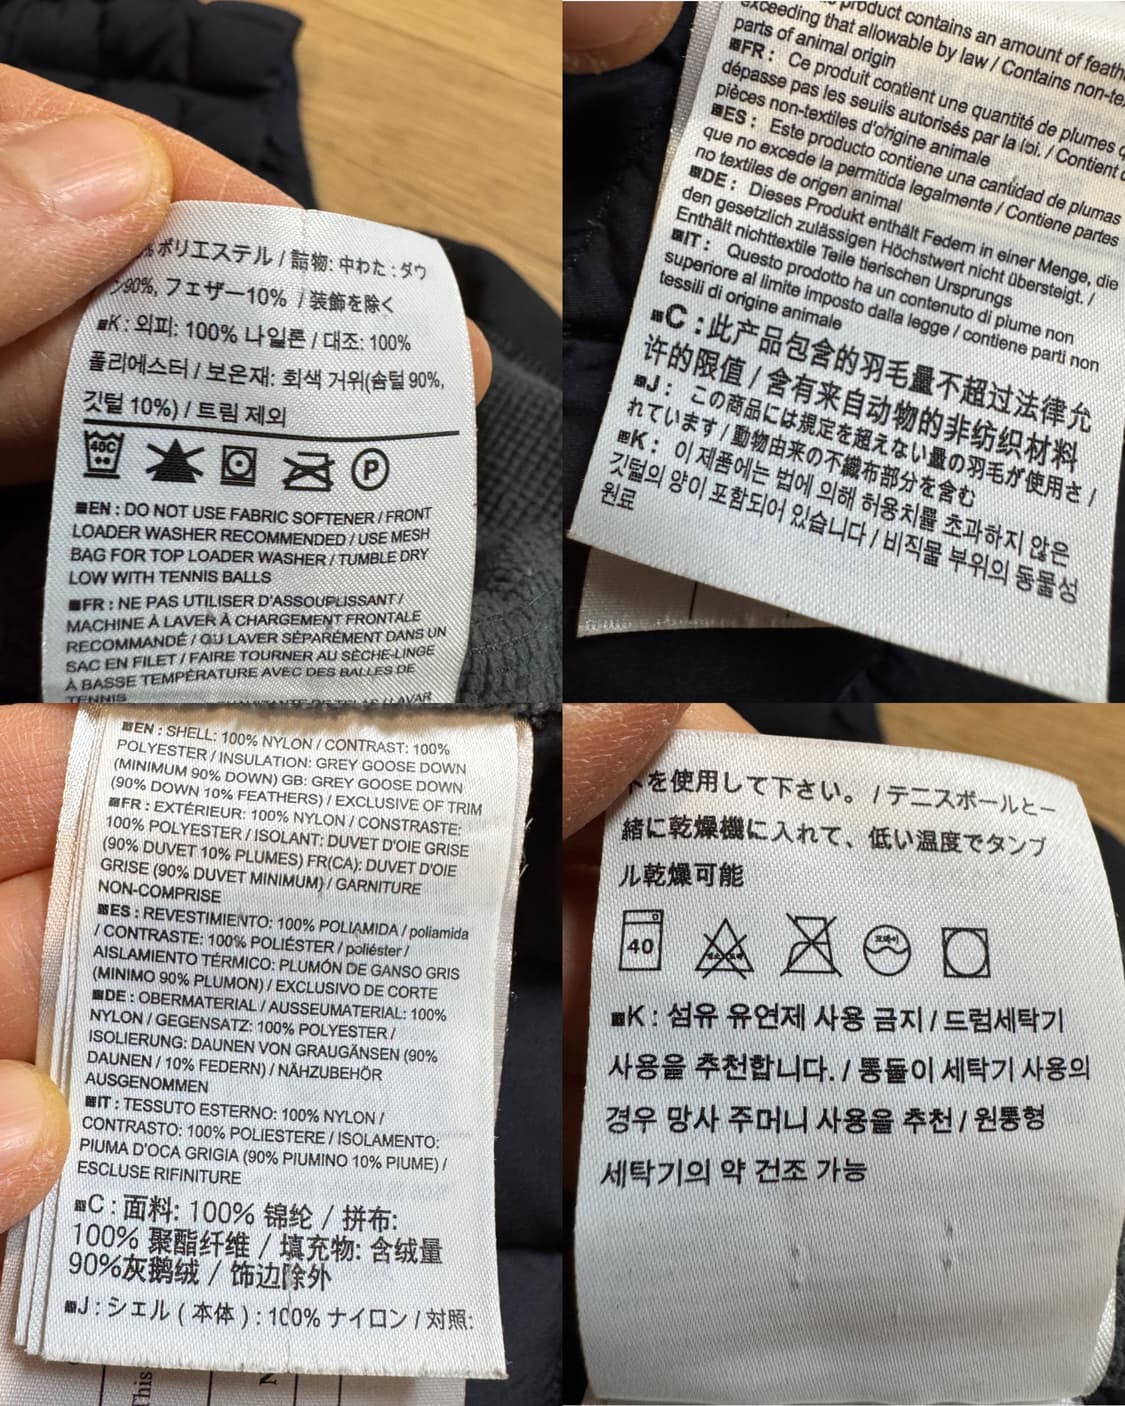 ポリエステル / 詰物: 中わた : ダウ
ン90%, フェザー10% / 装飾を除く
K : 외피: 100% 나일론 / 대조: 100%
폴리에스터 / 보온재: 회색 거위(솜털 90%,
깃털 10%) / 트림 제외
40C
P
EN : DO NOT USE FABRIC SOFTENER / FRONT
LOADER WASHER RECOMMENDED / USE MESH
BAG FOR TOP LOADER WASHER / TUMBLE DRY
LOW WITH TENNIS BALLS
FR : NE PAS UTILISER D'ASSOUPLISSANT /
MACHINE À LAVER À CHARGEMENT FRONTALE
RECOMMANDÉ / OU LAVER SÉPARÉMENT DANS UN
SAC EN FILET / FAIRE TOURNER AU SÈCHE-LINGE
À BASSE TEMPÉRATURE AVEC DES BALLES DE
TENNIS
product contains an amount of feath
exceeding that allowable by law / Contains non-te
parts of animal origin
FR : Ce produit contient une quantité de plumes q
dépasse pas les seuils autorisés par la loi. / Contient d
pièces non-textiles d'origine animale
ES : Este producto contiene una cantidad de plumas
que no excede la permitida legalmente / Contiene partes
no textiles de origen animal
DE : Dieses Produkt enthält Federn in einer Menge, die
den gesetzlich zulässigen Höchstwert nicht übersteigt. /
Enthält nichttextile Teile tierischen Ursprungs
IT : Questo prodotto ha un contenuto di piume non
superiore al limite imposto dalla legge / contiene parti non
tessili di origine animale
C : 此产品包含的羽毛量不超过法律允
许的限值 / 含有来自动物的非纺织材料
J : この商品には規定を超えない量の羽毛が使用さ /
れています / 動物由来の不織布部分を含む
K : 이 제품에는 법에 의해 허용치를 초과하지 않은
깃털의 양이 포함되어 있습니다 / 비직물 부위의 동물성
원료
EN : SHELL: 100% NYLON / CONTRAST: 100%
POLYESTER / INSULATION: GREY GOOSE DOWN
(MINIMUM 90% DOWN) GB: GREY GOOSE DOWN
(90% DOWN 10% FEATHERS) / EXCLUSIVE OF TRIM
FR : EXTÉRIEUR: 100% NYLON / CONSTRASTE:
100% POLYESTER / ISOLANT: DUVET D'OIE GRISE
(90% DUVET 10% PLUMES) FR(CA): DUVET D'OIE
GRISE (90% DUVET MINIMUM) / GARNITURE
NON-COMPRISE
ES : REVESTIMIENTO: 100% POLIAMIDA / poliamida
/ CONTRASTE: 100% POLIÉSTER / poliéster /
AISLAMIENTO TÉRMICO: PLUMÓN DE GANSO GRIS
(MINIMO 90% PLUMON) / EXCLUSIVO DE CORTE
DE : OBERMATERIAL / AUSSEUMATERIAL: 100%
NYLON / GEGENSATZ: 100% POLYESTER /
ISOLIERUNG: DAUNEN VON GRAUGÄNSEN (90%
DAUNEN / 10% FEDERN) / NÄHZUBEHÖR
AUSGENOMMEN
IT : TESSUTO ESTERNO: 100% NYLON /
CONTRASTO: 100% POLIESTERE / ISOLAMENTO:
PIUMA D'OCA GRIGIA (90% PIUMINO 10% PIUME) /
ESCLUSE RIFINITURE
C : 面料: 100% 锦纶 / 拼布:
100% 聚酯纤维 / 填充物: 含绒量
90%灰鹅绒 / 饰边除外
J : シェル ( 本体 ) : 100% ナイロン / 対照:
This
を使用して下さい。 / テニスボールと一
緒に乾燥機に入れて、低い温度でタンブ
ル乾燥可能
40
K : 섬유 유연제 사용 금지 / 드럼세탁기
사용을 추천합니다. / 통돌이 세탁기 사용의
경우 망사 주머니 사용을 추천 / 원통형
세탁기의 약 건조 가능